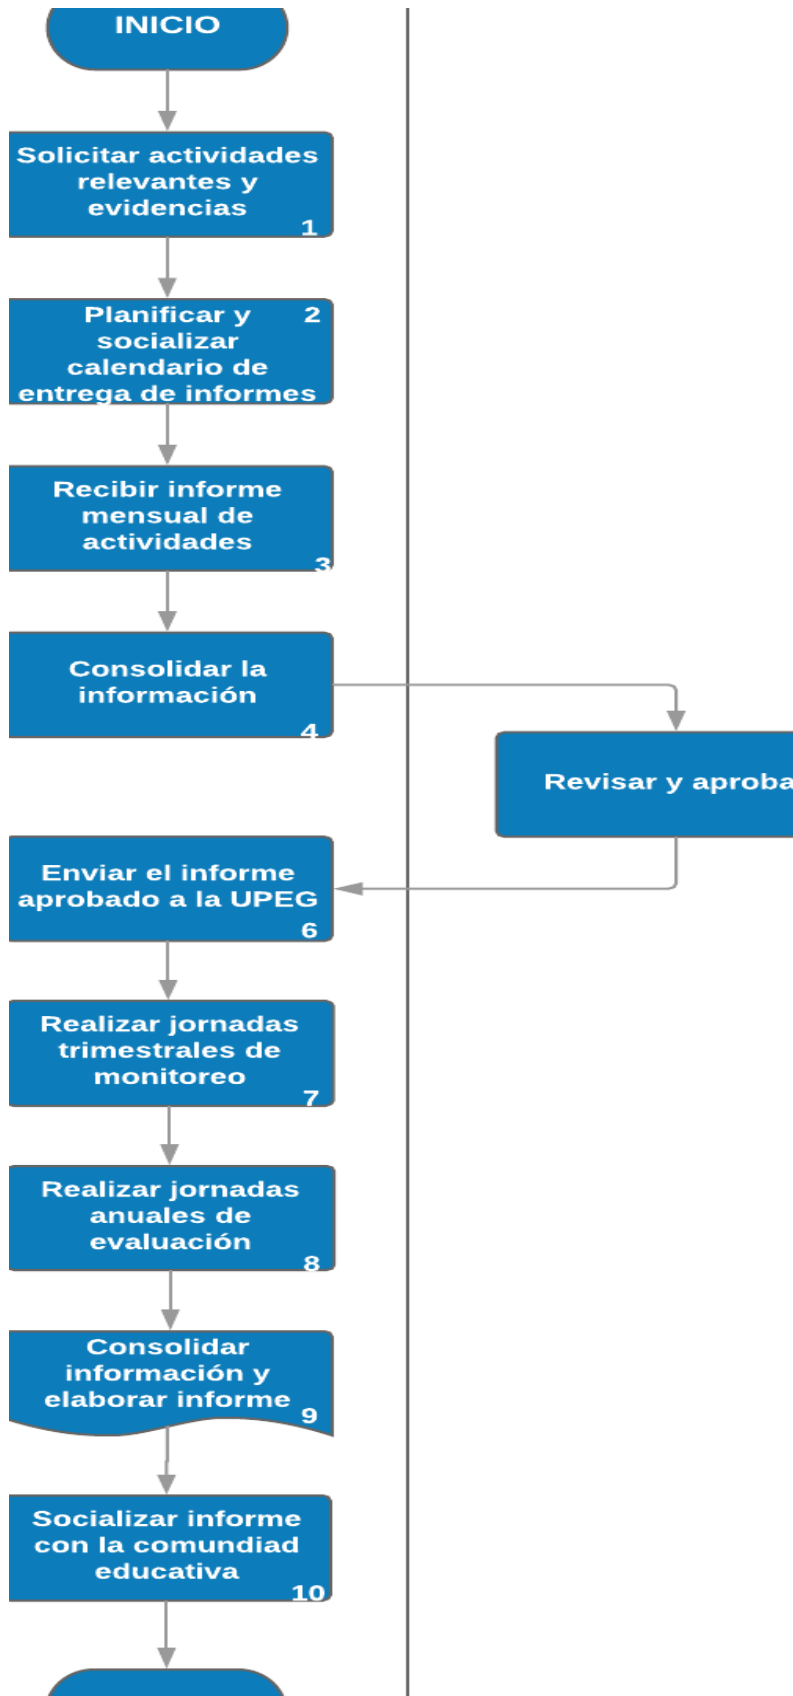 INICIO
Solicitar actividades
relevantes y
evidencias
1
2
Planificar y
socializar
calendario de
entrega de informes
Recibir informe
mensual de
actividades
3
Consolidar la
información
4
Revisar y aproba
Enviar el informe
aprobado a la UPEG
6
Realizar jornadas
trimestrales de
monitoreo
7
Realizar jornadas
anuales de
evaluación
8
Consolidar
información y
elaborar informe
9
Socializar informe
con la comundiad
educativa
10